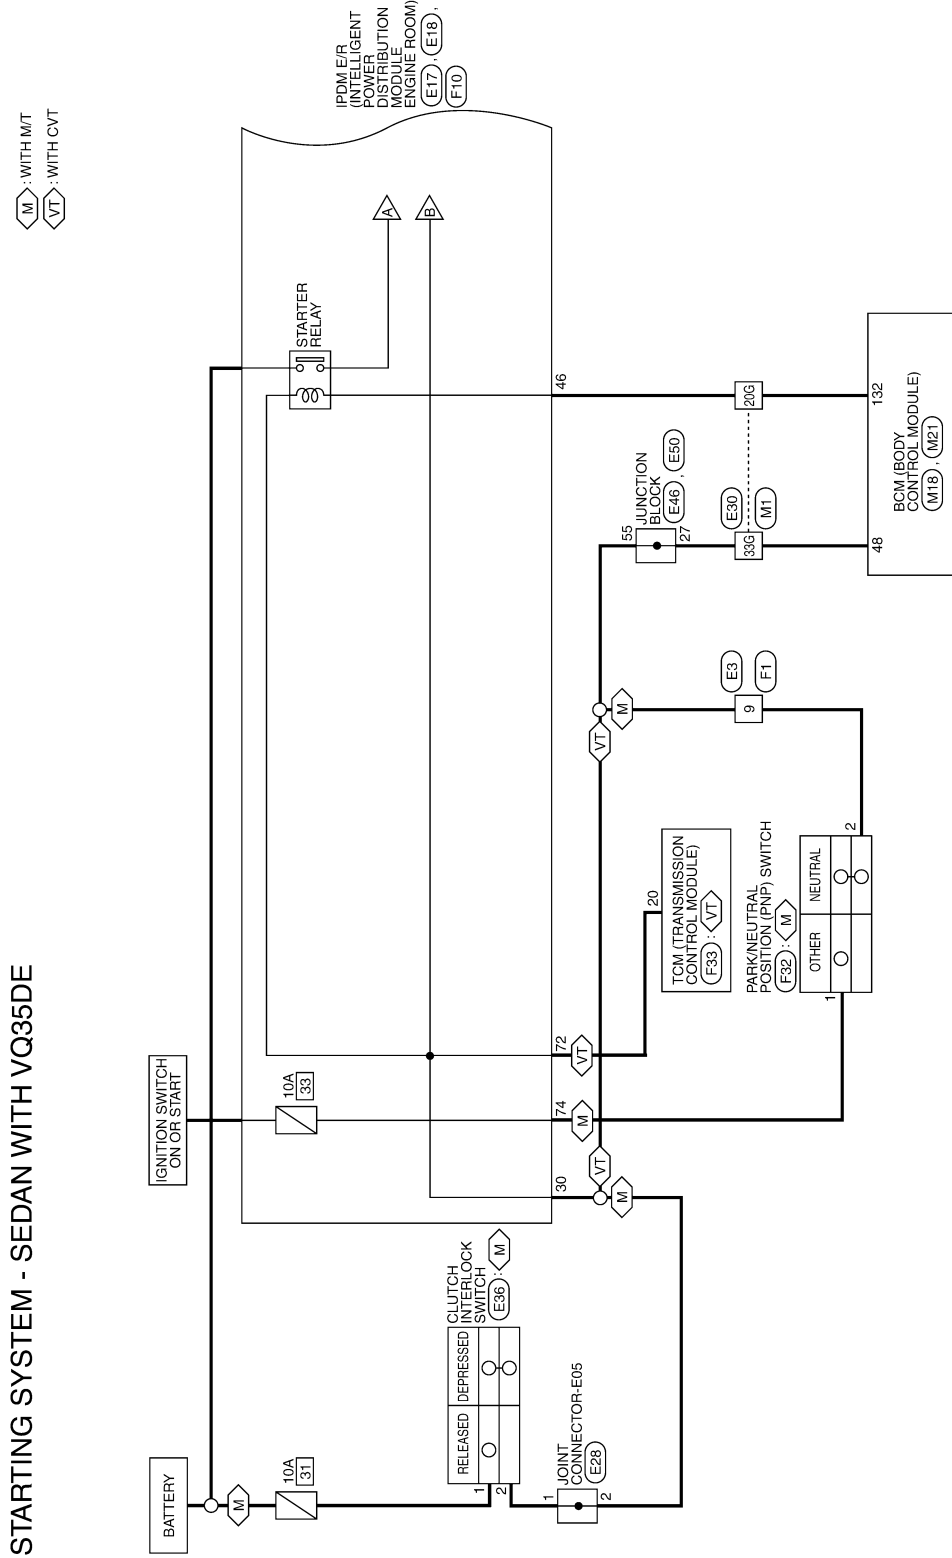 STARTING SYSTEM - SEDAN WITH VQ35DE
M : WITH M/T
VT : WITH CVT
BATTERY
M
10A
31
IGNITION SWITCH
ON OR START
10A
33
STARTER
RELAY
A
B
IPDM E/R
(INTELLIGENT
POWER
DISTRIBUTION
MODULE
ENGINE ROOM)
E17 , E18 ,
F10
CLUTCH
INTERLOCK
SWITCH
E36 : M
RELEASED
DEPRESSED
1
2
JOINT
CONNECTOR-E05
E28
1
2
30
74
72
46
VT
M
M
VT
VT
M
20
TCM (TRANSMISSION
CONTROL MODULE)
F33 : VT
PARK/NEUTRAL
POSITION (PNP) SWITCH
F32 : M
OTHER
NEUTRAL
1
2
9
E3
F1
55
27
JUNCTION
BLOCK
E46 , E50
33G
20G
E30
M1
48
132
BCM (BODY
CONTROL MODULE)
M18 , M21